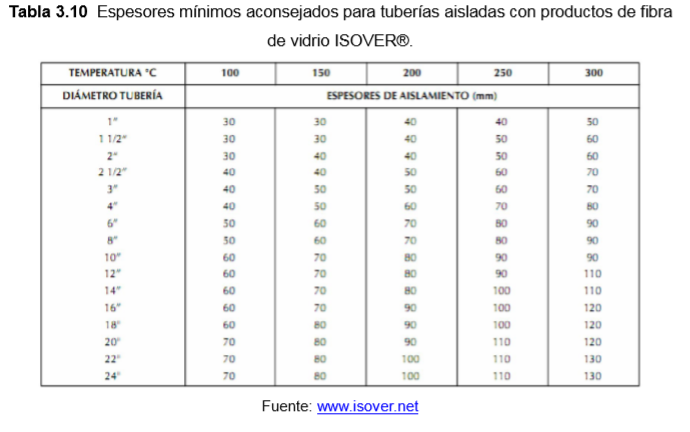 Tabla 3.10 Espesores mínimos aconsejados para tuberías aisladas con productos de fibra
de vidrio ISOVER®.
TEMPERATURA °C 100 150 200 250 300
DIÁMETRO TUBERÍA ESPESORES DE AISLAMIENTO (mm)
1" 30 30 40 40 50
1 1/2" 30 30 40 50 60
2" 30 40 40 50 60
2 1/2" 40 40 50 60 70
3" 40 50 50 60 70
4" 40 50 60 70 80
6" 50 60 70 80 90
8" 50 60 70 80 90
10" 60 70 80 90 90
12" 60 70 80 90 110
14" 60 70 80 100 110
16" 60 70 90 100 120
18" 60 80 90 100 120
20" 70 80 90 110 120
22" 70 80 100 110 130
24" 70 80 100 110 130
Fuente: www.isover.net